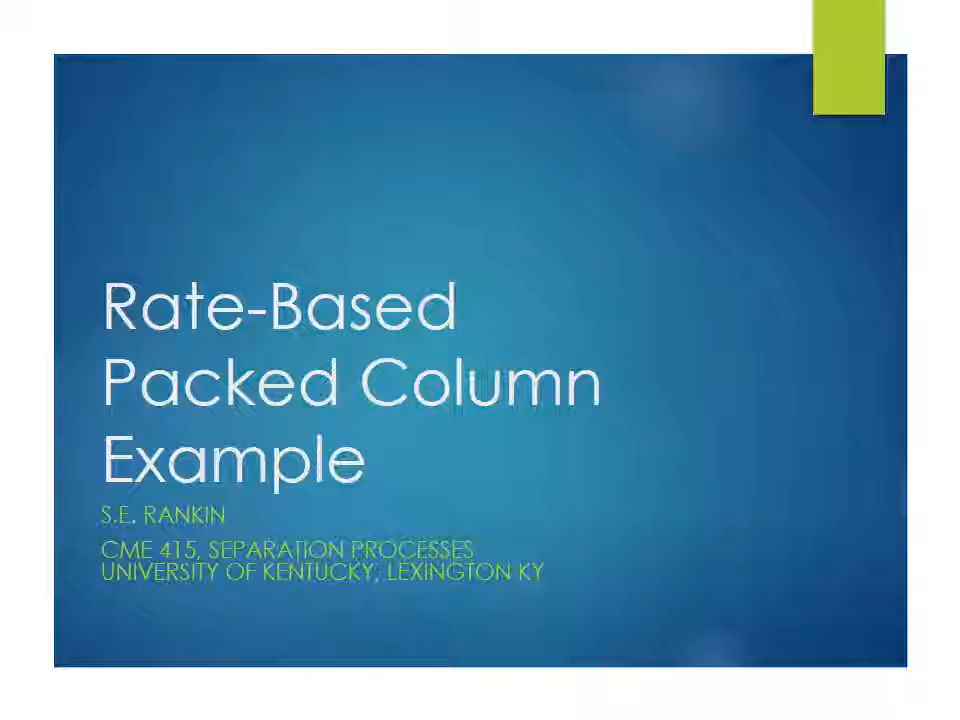 Rate-Based
Packed Column
Example
S.E. RANKIN
CME 415, SEPARATION PROCESSES
UNIVERSITY OF KENTUCKY, LEXINGTON KY